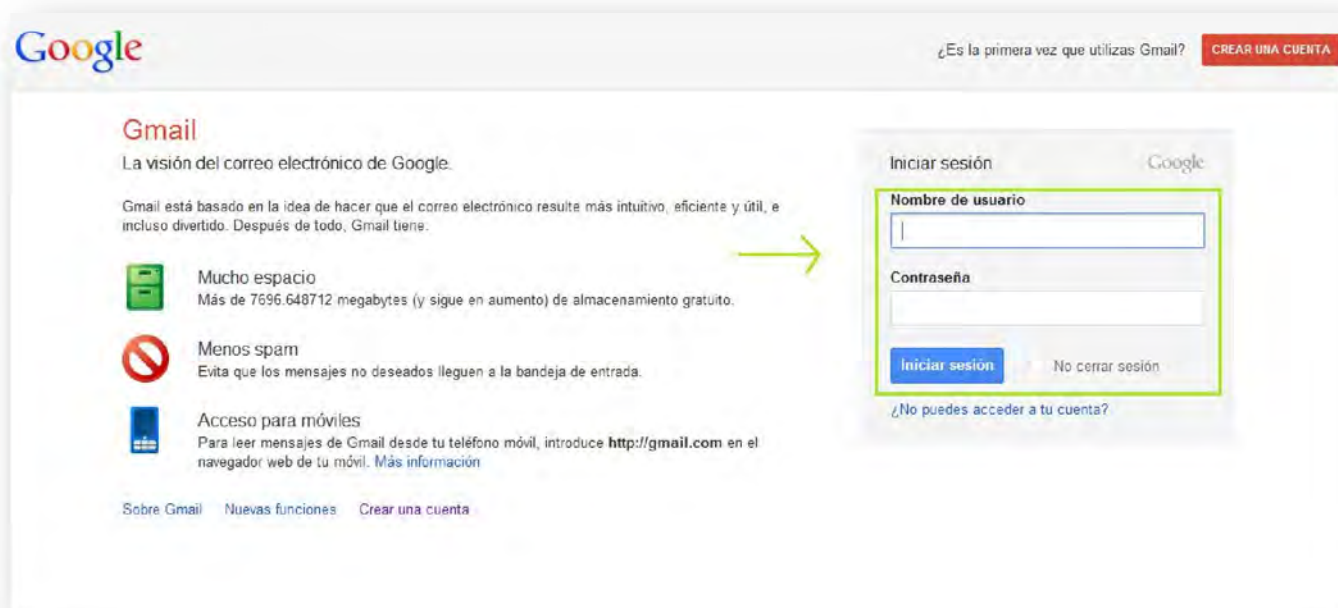 Google
¿Es la primera vez que utilizas Gmail? CREAR UNA CUENTA
Gmail
La visión del correo electrónico de Google.
Gmail está basado en la idea de hacer que el correo electrónico resulte más intuitivo, eficiente y útil, e
incluso divertido. Después de todo, Gmail tiene:
Mucho espacio
Más de 7696.648712 megabytes (y sigue en aumento) de almacenamiento gratuito.
Menos spam
Evita que los mensajes no deseados lleguen a la bandeja de entrada.
Acceso para móviles
Para leer mensajes de Gmail desde tu teléfono móvil, introduce http://gmail.com en el
navegador web de tu móvil. Más información
Sobre Gmail Nuevas funciones Crear una cuenta
Iniciar sesión Google
Nombre de usuario
Contraseña
Iniciar sesión No cerrar sesión
¿No puedes acceder a tu cuenta?